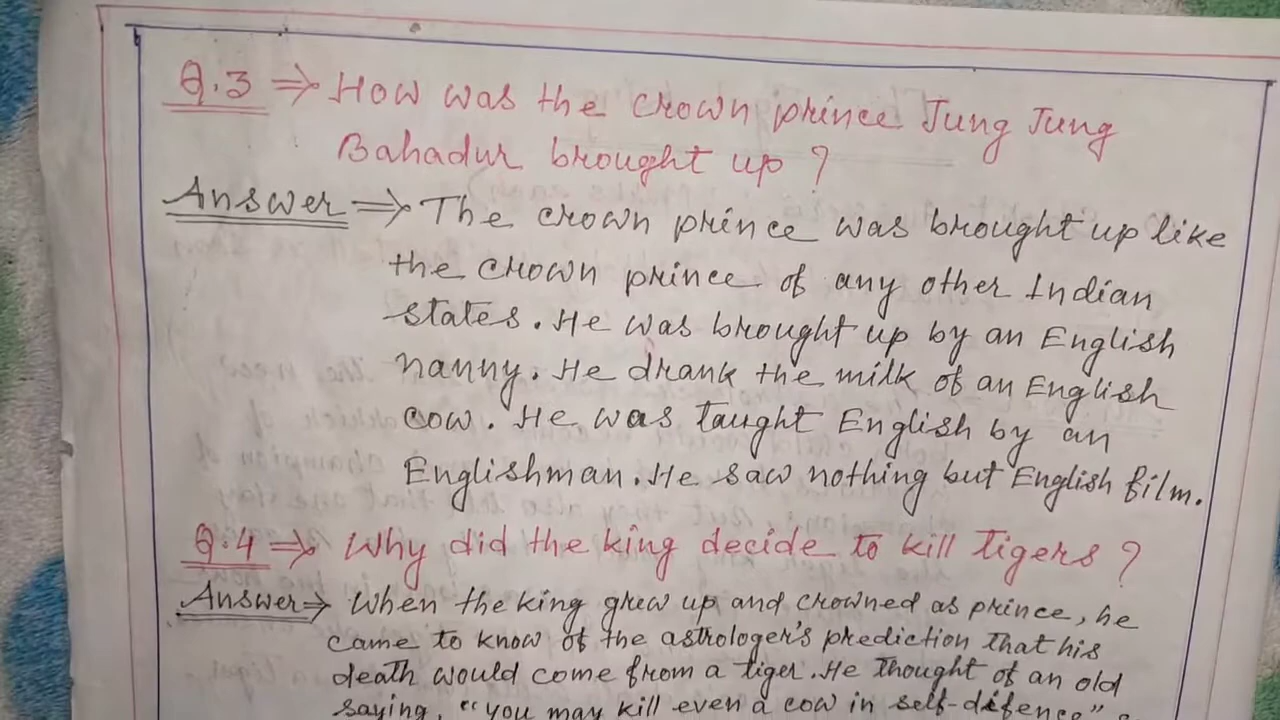 Q.3 ⇒ How was the crown prince Jung Jung
Bahadur brought up ?
Answer ⇒ The crown prince was brought up like
the crown prince of any other Indian
states. He was brought up by an English
nanny. He drank the milk of an English
cow. He was taught English by an
Englishman. He saw nothing but English film.
Q.4 ⇒ Why did the king decide to kill tigers ?
Answer ⇒ When the king grew up and crowned as prince, he
came to know of the astrologer's prediction that his
death would come from a tiger. He thought of an old
saying, "you may kill even a cow in self-defence"